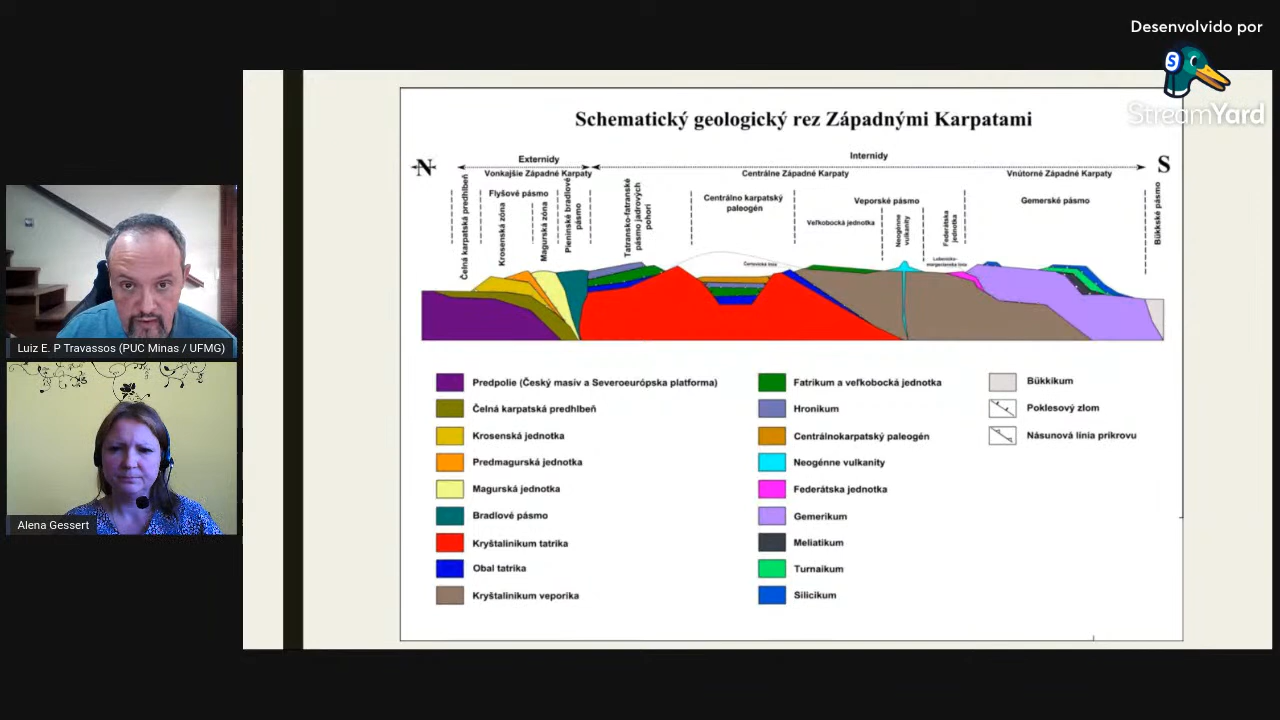 Desenvolvido por
StreamYard
Schematický geologický rez Západnými Karpatami
N
S
Externidy
Internidy
Vonkajšie Západné Karpaty
Centrálne Západné Karpaty
Vnútorné Západné Karpaty
Čelná karpatská predhlbeň
Flyšové pásmo
Krosenská zóna
Magurská zóna
Pieninské bradlové
pásmo
Tatransko-fatranské
pásmo jadrových
pohorí
Centrálno karpatský
paleogén
Veporské pásmo
Veľkobocká jednotka
Neogénne
vulkanity
Federátska
jednotka
Gemerské pásmo
Bükkské pásmo
Čertovická línia
Lubenícko-
margecianska línia
Predpolie (Český masív a Severoeurópska platforma)
Čelná karpatská predhlbeň
Krosenská jednotka
Predmagurská jednotka
Magurská jednotka
Bradlové pásmo
Kryštalinikum tatrika
Obal tatrika
Kryštalinikum veporika
Fatrikum a veľkobocká jednotka
Hronikum
Centrálnokarpatský paleogén
Neogénne vulkanity
Federátska jednotka
Gemerikum
Meliatikum
Turnaikum
Silicikum
Bükkikum
Poklesový zlom
Násunová línia príkrovu
Luiz E. P Travassos (PUC Minas / UFMG)
Alena Gessert